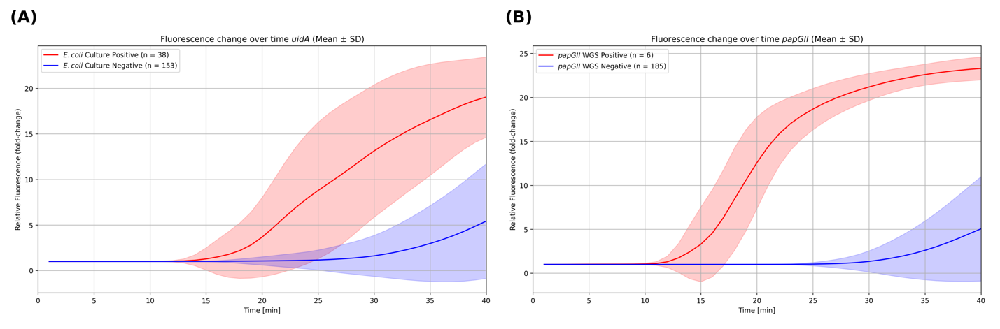 (A)
Fluorescence change over time uidA (Mean ± SD)
E. coli Culture Positive (n = 38)
E. coli Culture Negative (n = 153)
Relative Fluorescence (fold-change)
20
15
10
5
0
0 5 10 15 20 25 30 35 40
Time [min]
(B)
Fluorescence change over time papGII (Mean ± SD)
papGII WGS Positive (n = 6)
papGII WGS Negative (n = 185)
Relative Fluorescence (fold-change)
25
20
15
10
5
0
0 5 10 15 20 25 30 35 40
Time [min]